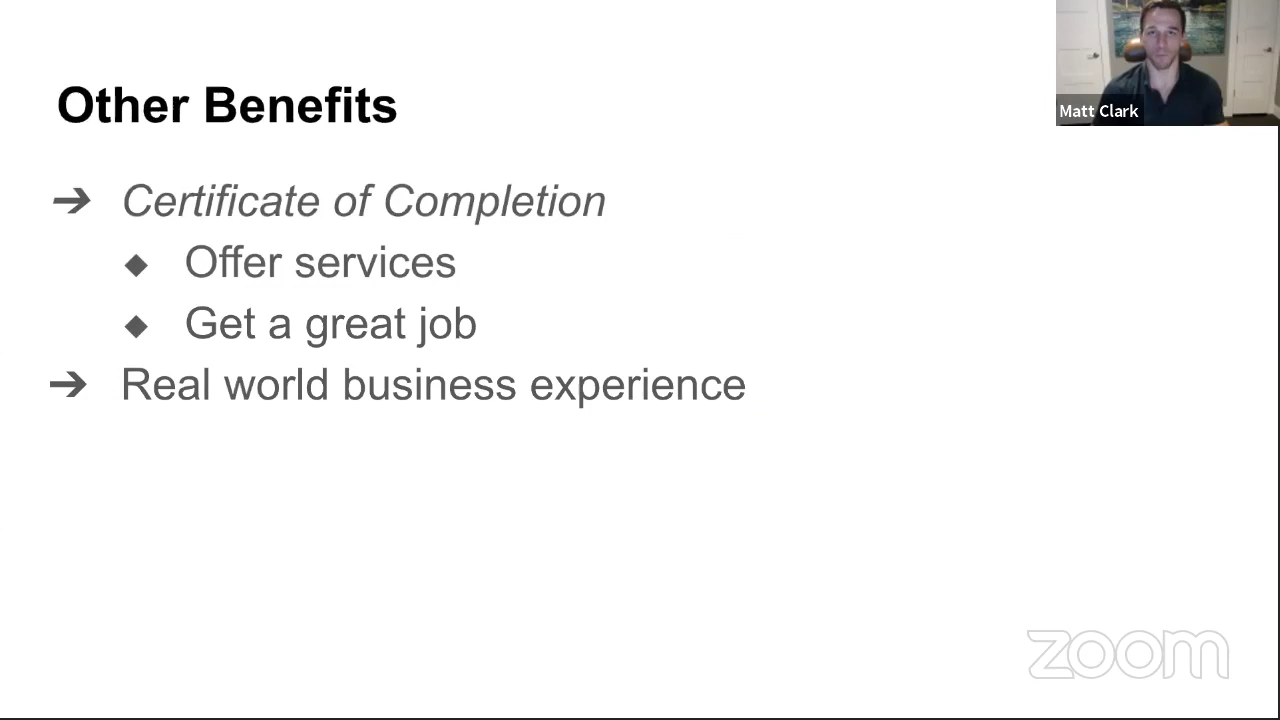 Matt Clark
Other Benefits
➔ Certificate of Completion
◆ Offer services
◆ Get a great job
➔ Real world business experience
zoom